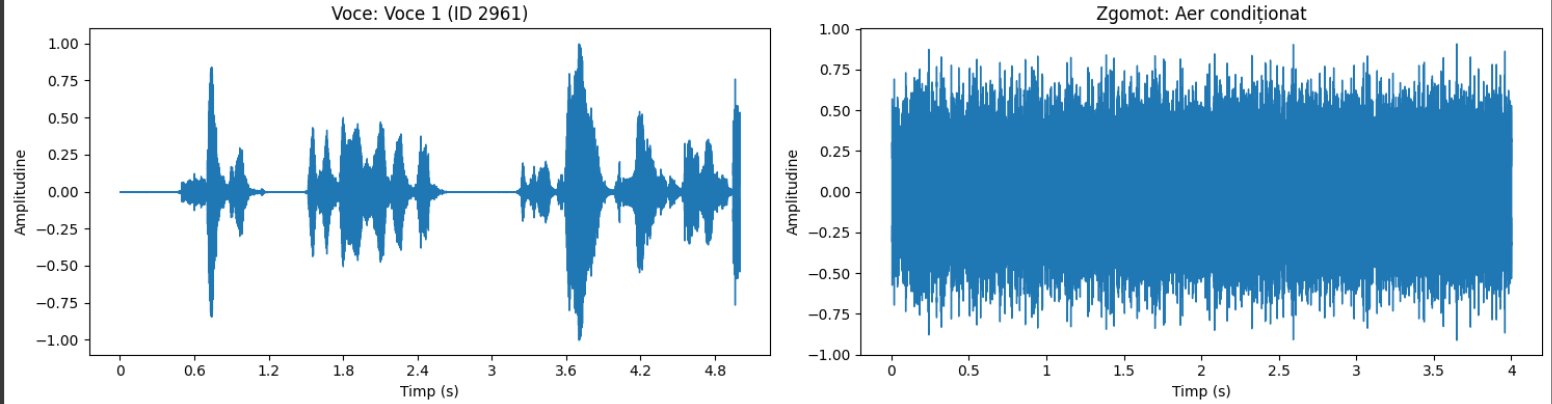 Voce: Voce 1 (ID 2961)
1.00
0.75
0.50
0.25
0.00
−0.25
−0.50
−0.75
−1.00
Amplitudine
0 0.6 1.2 1.8 2.4 3 3.6 4.2 4.8
Timp (s)
Zgomot: Aer condiționat
1.00
0.75
0.50
0.25
0.00
−0.25
−0.50
−0.75
−1.00
Amplitudine
0 0.5 1 1.5 2 2.5 3 3.5 4
Timp (s)